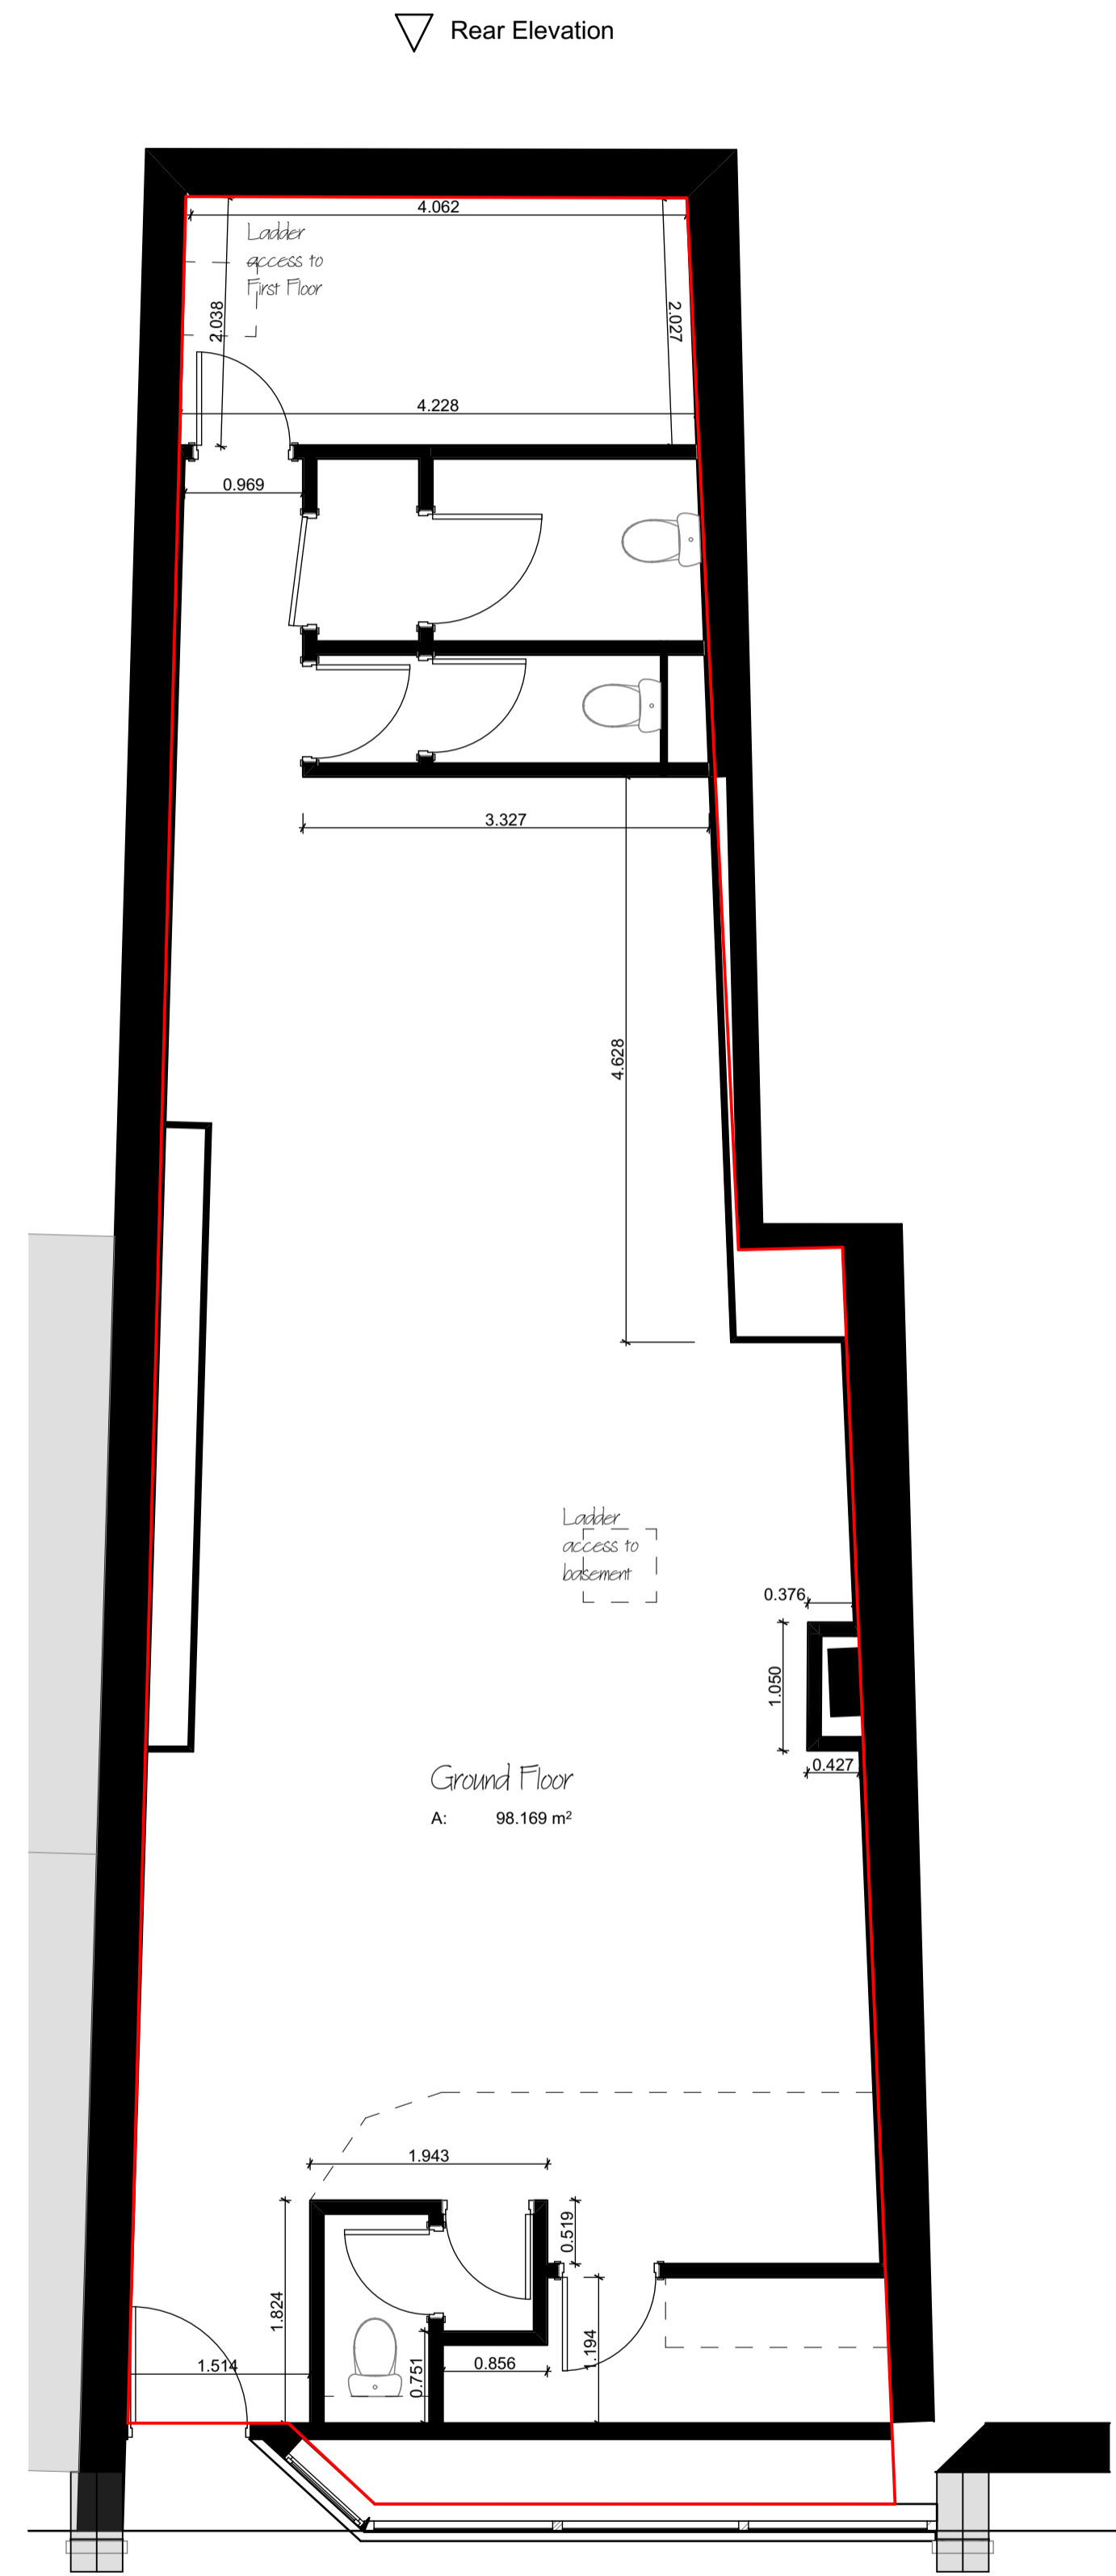 Rear Elevation
4.062
Ladder
access to
First Floor
2.038
2.027
4.228
0.969
3.327
4.628
Ladder
access to
basement
0.376
1.050
0.427
Ground Floor
A: 98.169 m²
1.943
0.519
1.824
1.194
1.514
0.751
0.856